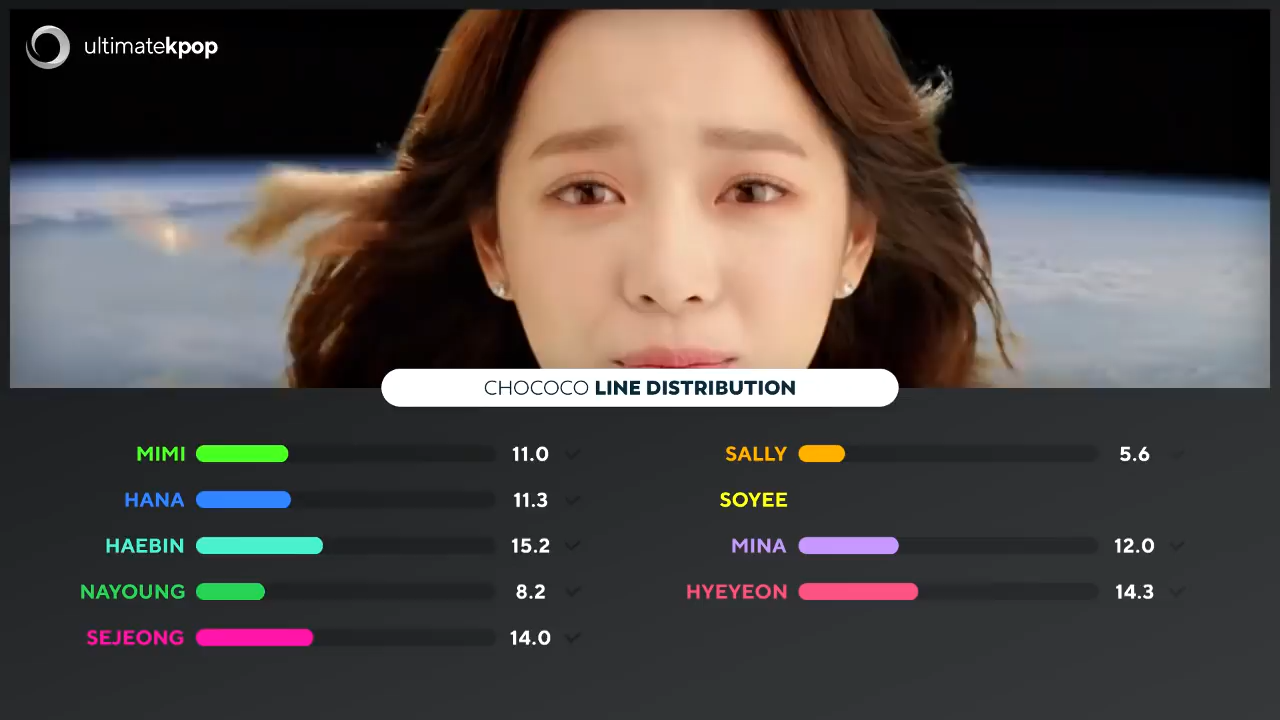 ultimatekpop
CHOCOCO LINE DISTRIBUTION
MIMI 11.0
HANA 11.3
HAEBIN 15.2
NAYOUNG 8.2
SEJEONG 14.0
SALLY 5.6
SOYEE
MINA 12.0
HYEYEON 14.3